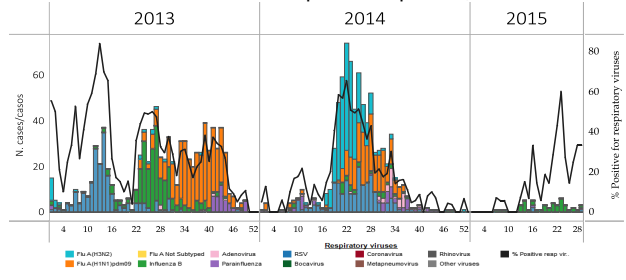 2013 2014 2015
N. cases/casos
60
40
20
0
80
60
40
20
0
% Positive for respiratory viruses
4 10 16 22 28 34 40 46 52 4 10 16 22 28 34 40 46 52 4 10 16 22 28
Respiratory viruses
Flu A(H3N2) Flu A Not Subtyped Adenovirus RSV Coronavirus Rhinovirus % Positive resp vir.
Flu A(H1N1)pdm09 Influenza B Parainfluenza Bocavirus Metapneumovirus Other viruses